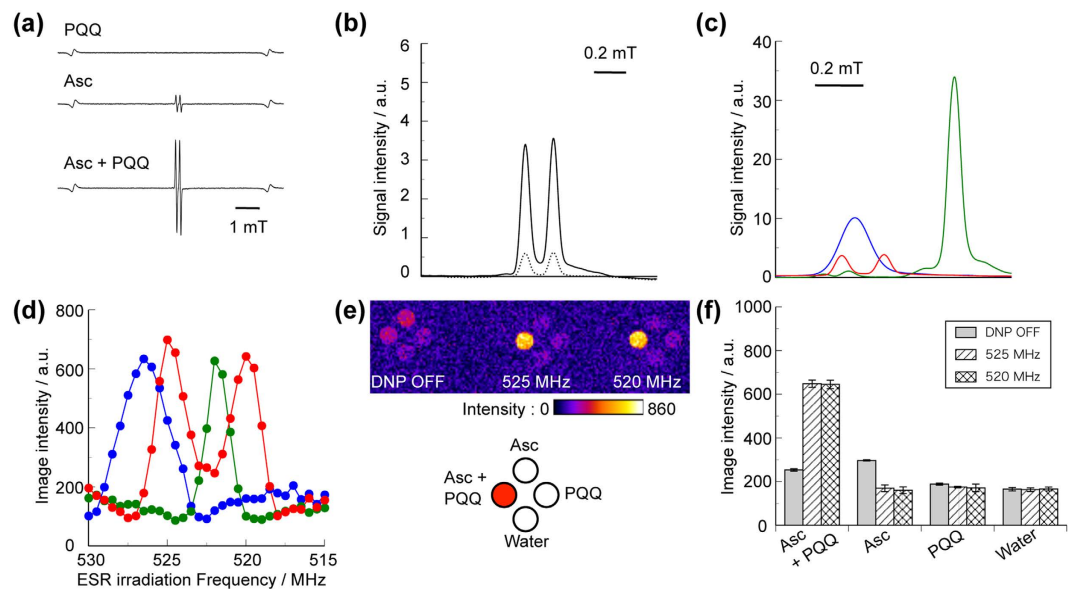 (a)
PQQ
Asc
Asc + PQQ
1 mT
(b)
6
5
4
3
2
1
0
Signal intensity / a.u.
0.2 mT
(c)
40
30
20
10
0
Signal intensity / a.u.
0.2 mT
(d)
800
600
400
200
0
Image intensity / a.u.
530 525 520 515
ESR irradiation Frequency / MHz
(e)
DNP OFF 525 MHz 520 MHz
Intensity : 0 860
Asc
Asc +
PQQ
PQQ
Water
(f)
1000
800
600
400
200
0
Image intensity / a.u.
DNP OFF
525 MHz
520 MHz
Asc
+ PQQ
Asc
PQQ
Water